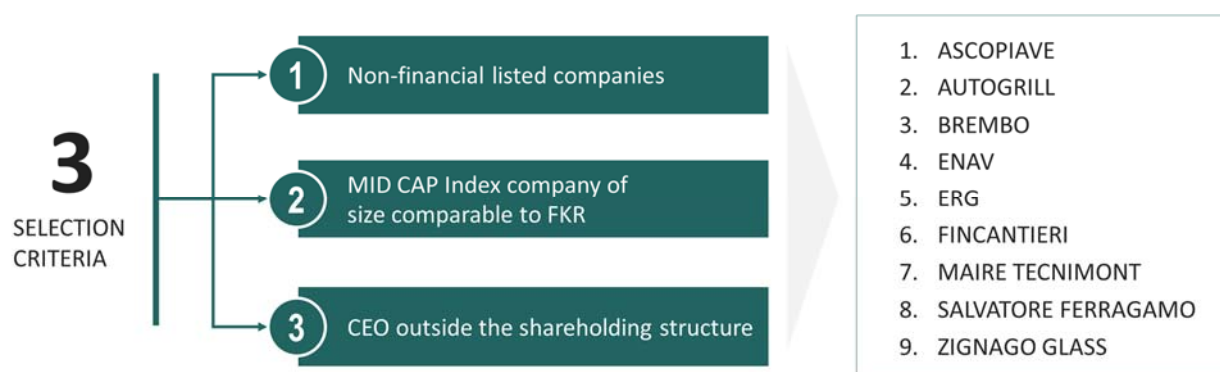 3
SELECTION
CRITERIA
1
Non-financial listed companies
2
MID CAP Index company of
size comparable to FKR
3
CEO outside the shareholding structure
1. ASCOPIAVE
2. AUTOGRILL
3. BREMBO
4. ENAV
5. ERG
6. FINCANTIERI
7. MAIRE TECNIMONT
8. SALVATORE FERRAGAMO
9. ZIGNAGO GLASS